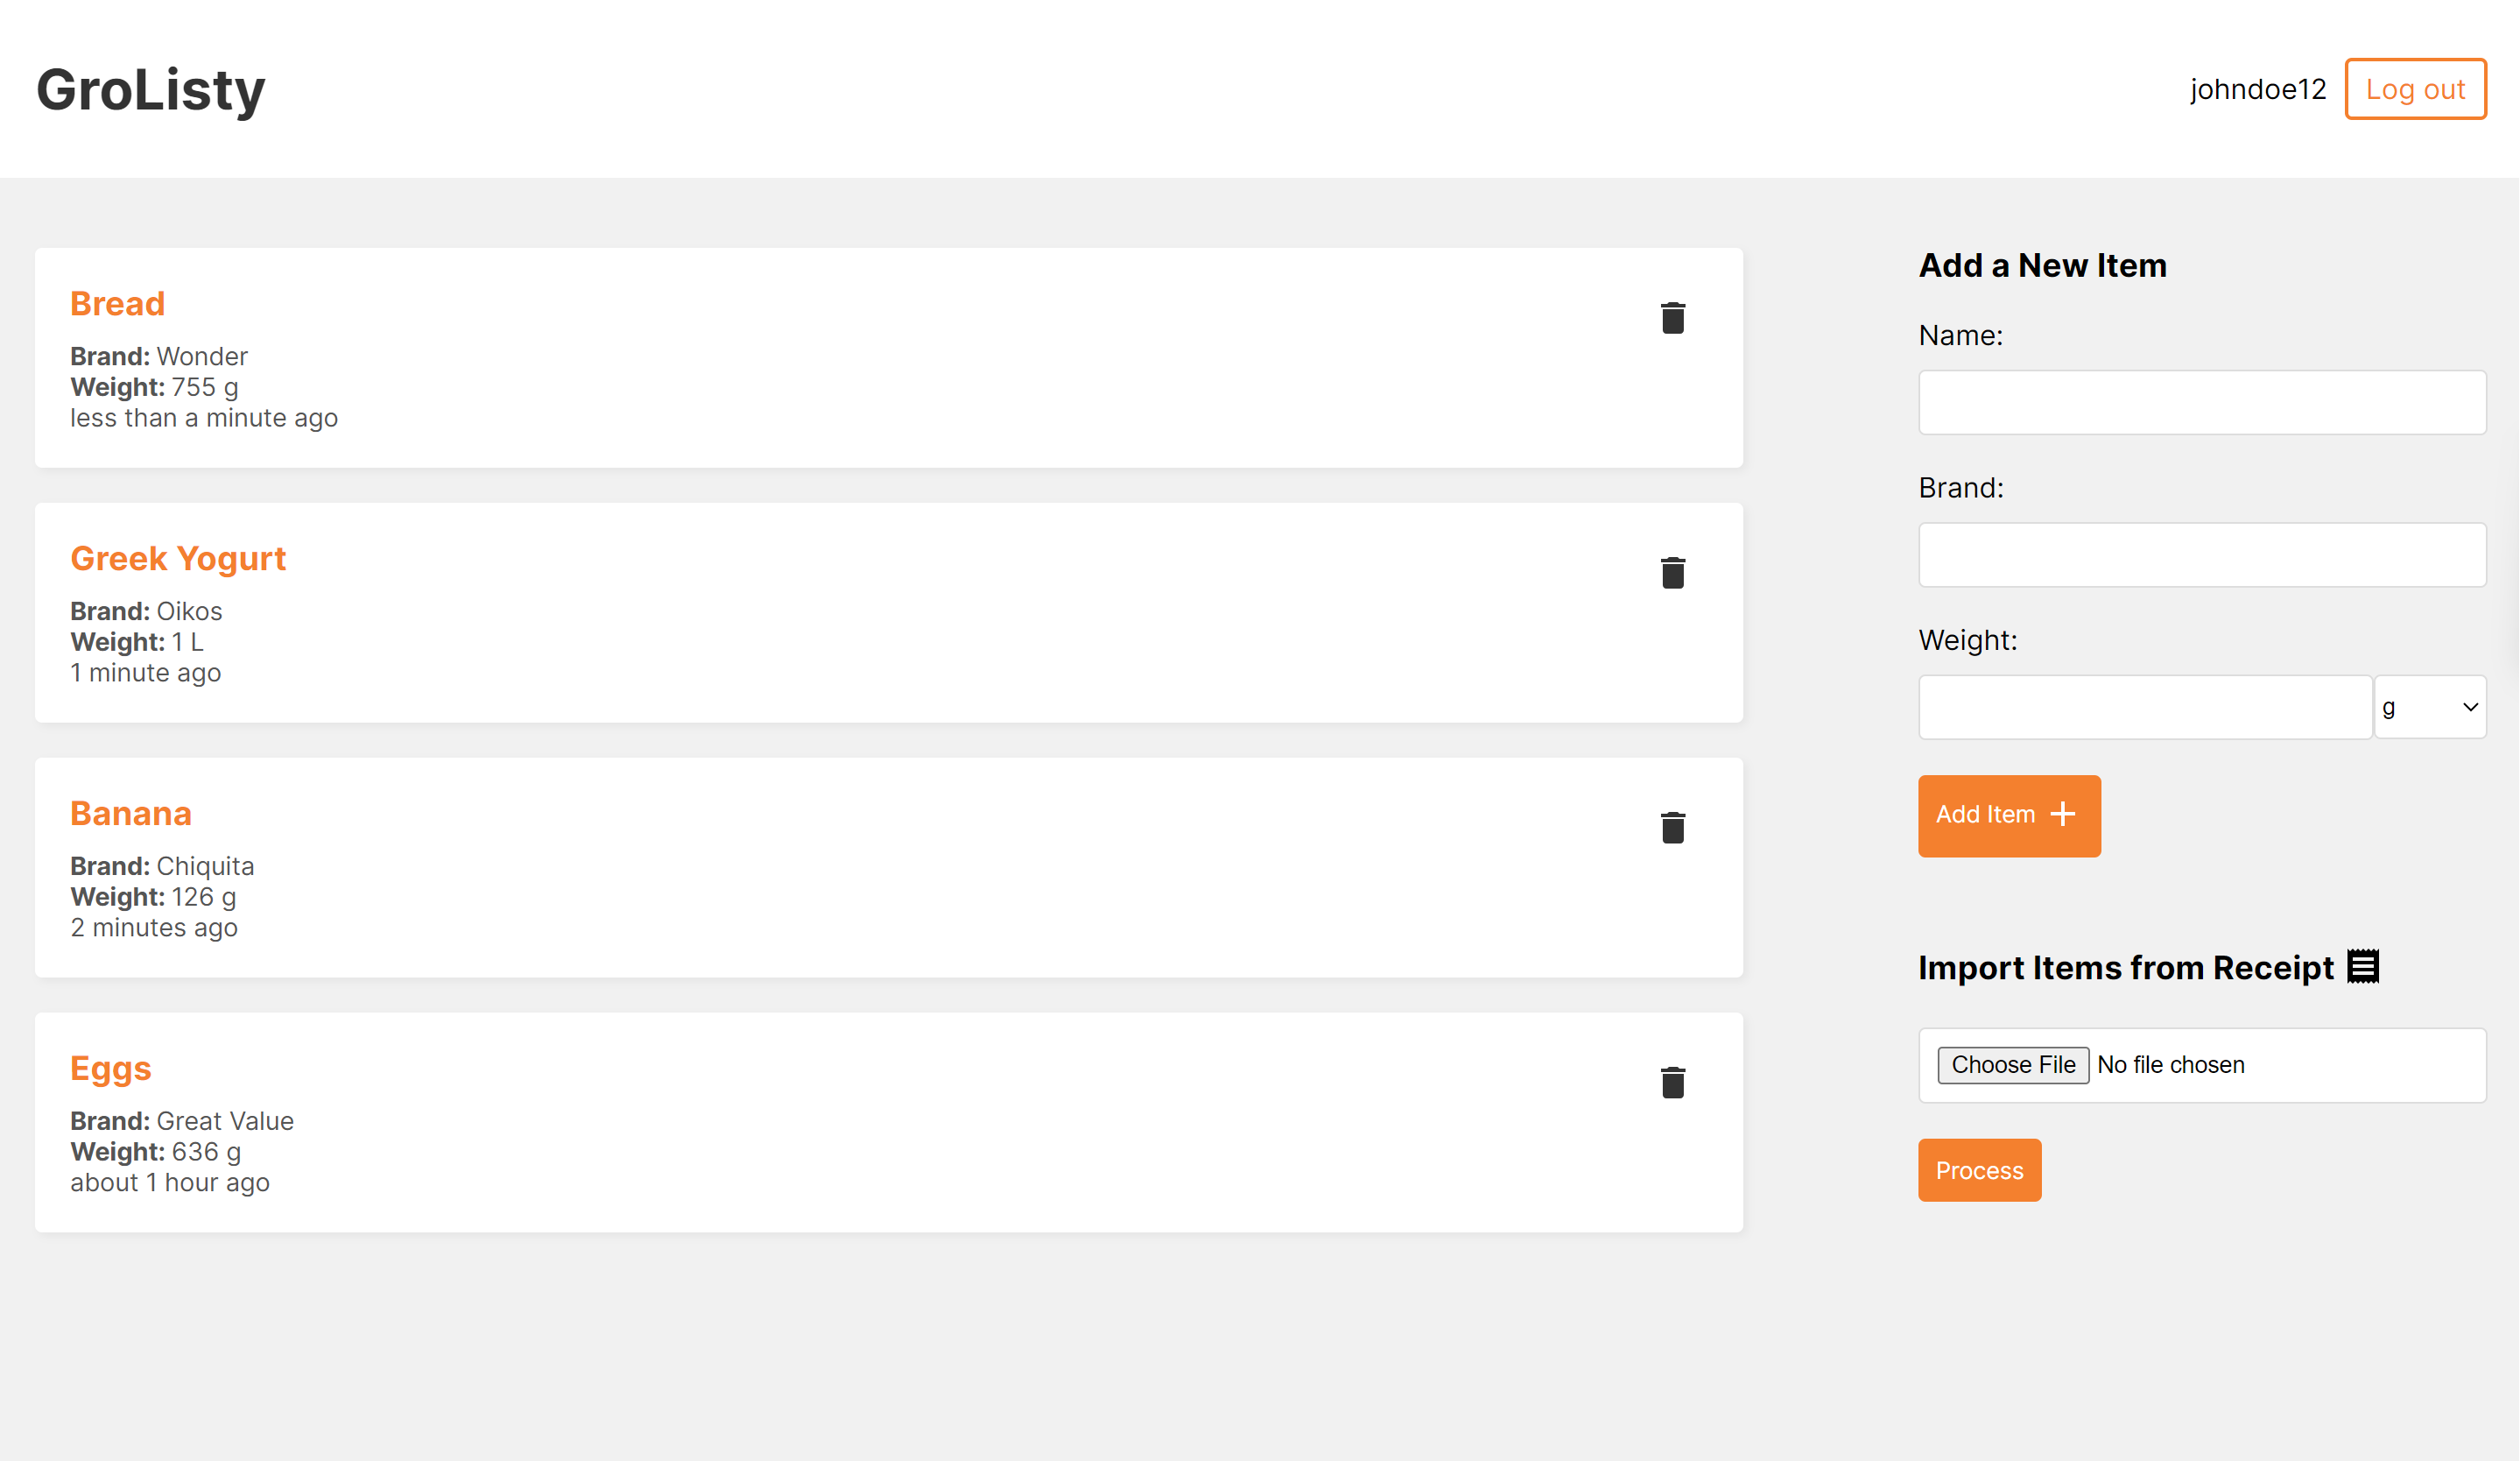 GroListy
johndoe12
Log out
Bread
Brand: Wonder
Weight: 755 g
less than a minute ago
Greek Yogurt
Brand: Oikos
Weight: 1 L
1 minute ago
Banana
Brand: Chiquita
Weight: 126 g
2 minutes ago
Eggs
Brand: Great Value
Weight: 636 g
about 1 hour ago
Add a New Item
Name:
Brand:
Weight:
g
Add Item
Import Items from Receipt
Choose File No file chosen
Process